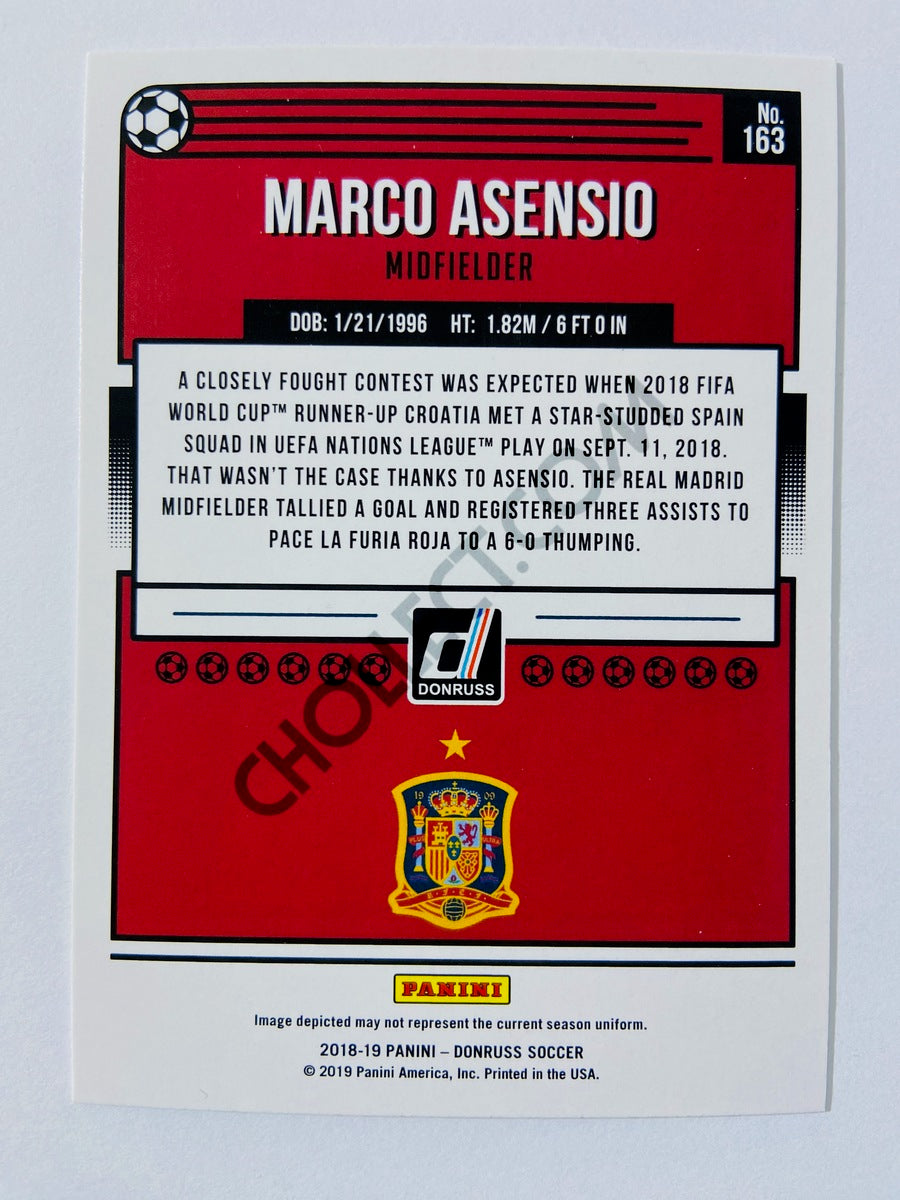 No.
163
MARCO ASENSIO
MIDFIELDER
DOB: 1/21/1996 HT: 1.82M / 6 FT 0 IN
A CLOSELY FOUGHT CONTEST WAS EXPECTED WHEN 2018 FIFA
WORLD CUP™ RUNNER-UP CROATIA MET A STAR-STUDDED SPAIN
SQUAD IN UEFA NATIONS LEAGUE™ PLAY ON SEPT. 11, 2018.
THAT WASN'T THE CASE THANKS TO ASENSIO. THE REAL MADRID
MIDFIELDER TALLIED A GOAL AND REGISTERED THREE ASSISTS TO
PACE LA FURIA ROJA TO A 6-0 THUMPING.
d
DONRUSS
CHOLLECT.COM
19 09
PLUS ULTRA
R.F.C.F.
PANINI
Image depicted may not represent the current season uniform.
2018-19 PANINI – DONRUSS SOCCER
© 2019 Panini America, Inc. Printed in the USA.